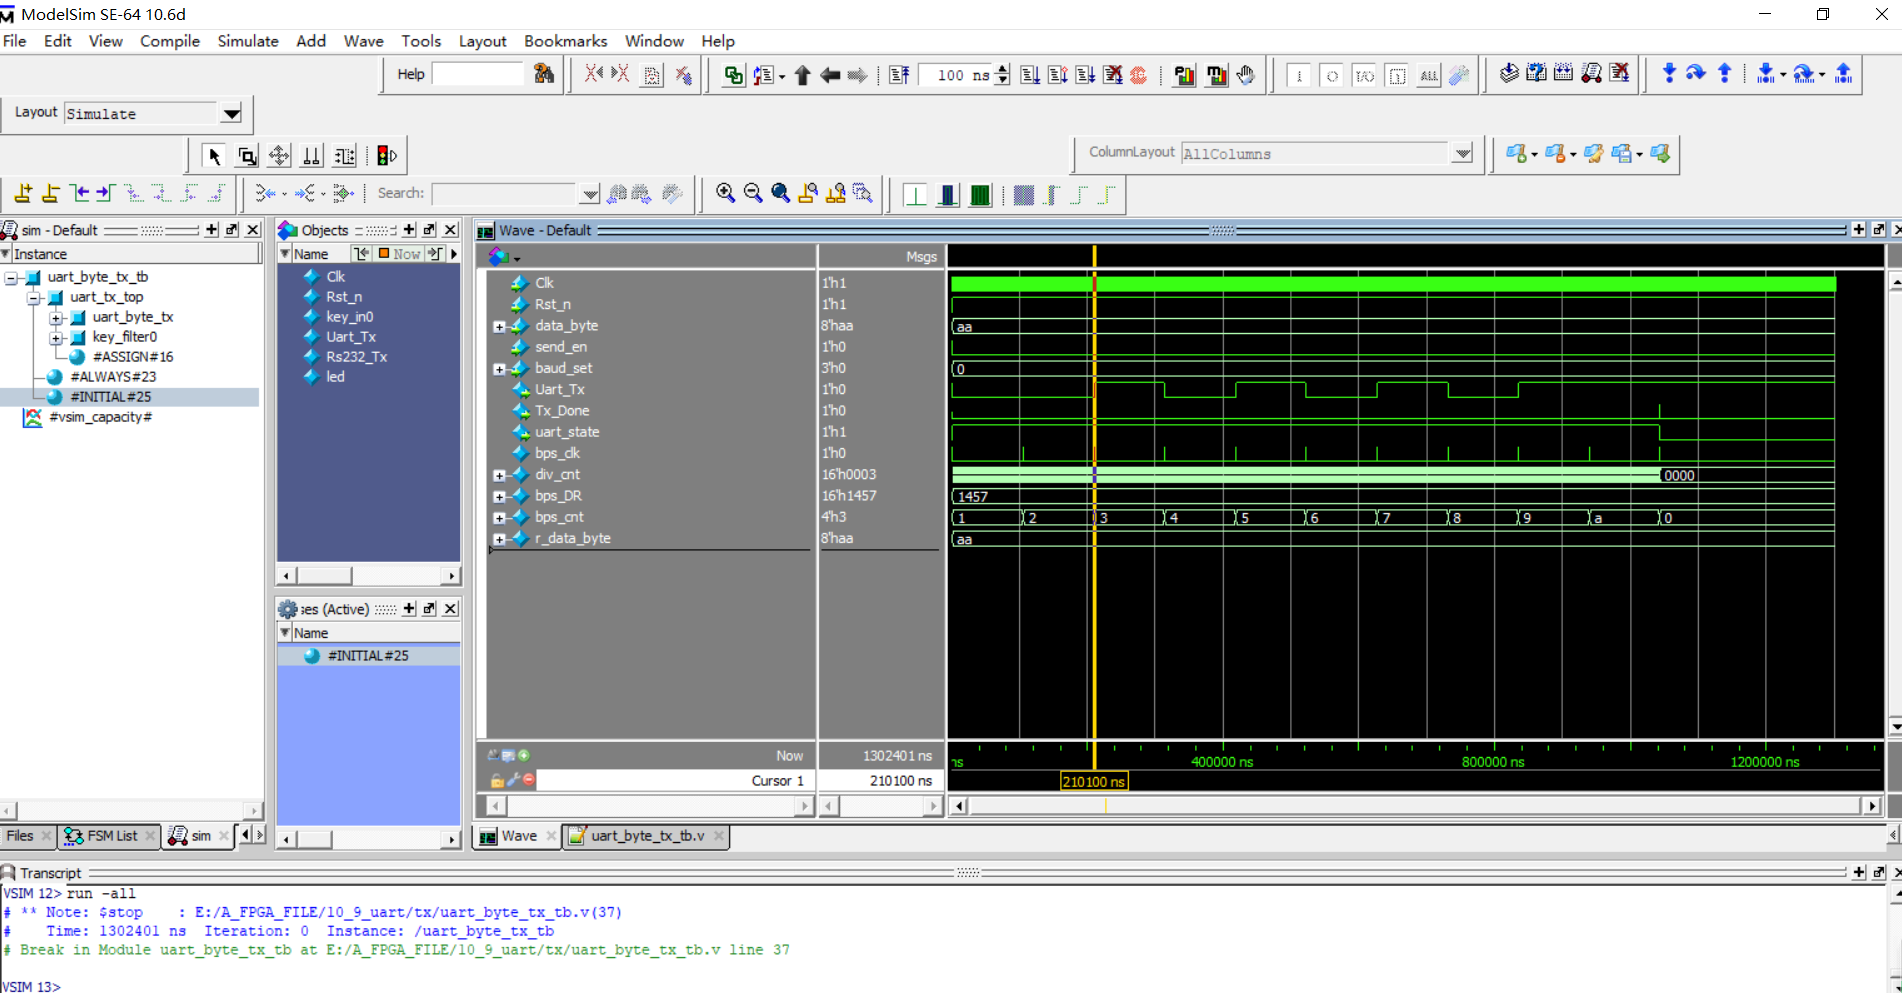 ModelSim SE-64 10.6d
File Edit View Compile Simulate Add Wave Tools Layout Bookmarks Window Help
Help 100 ns
Layout Simulate
ColumnLayout AllColumns
Search:
sim - Default
Instance
uart_byte_tx_tb
uart_tx_top
uart_byte_tx
key_filter0
#ASSIGN#16
#ALWAYS#23
#INITIAL#25
#vsim_capacity#
Objects
Name Now
Clk
Rst_n
key_in0
Uart_Tx
Rs232_Tx
led
ses (Active)
Name
#INITIAL#25
Wave - Default
Msgs
Clk 1'h1
Rst_n 1'h1
data_byte 8'haa aa
send_en 1'h0
baud_set 3'h0 0
Uart_Tx 1'h0
Tx_Done 1'h0
uart_state 1'h1
bps_clk 1'h0
div_cnt 16'h0003 0000
bps_DR 16'h1457 1457
bps_cnt 4'h3 1 2 3 4 5 6 7 8 9 a 0
r_data_byte 8'haa aa
Now 1302401 ns ns 400000 ns 800000 ns 1200000 ns
Cursor 1 210100 ns 210100 ns
Files FSM List sim
Wave uart_byte_tx_tb.v
Transcript
VSIM 12> run -all
# ** Note: $stop : E:/A_FPGA_FILE/10_9_uart/tx/uart_byte_tx_tb.v(37)
# Time: 1302401 ns Iteration: 0 Instance: /uart_byte_tx_tb
# Break in Module uart_byte_tx_tb at E:/A_FPGA_FILE/10_9_uart/tx/uart_byte_tx_tb.v line 37
VSIM 13>